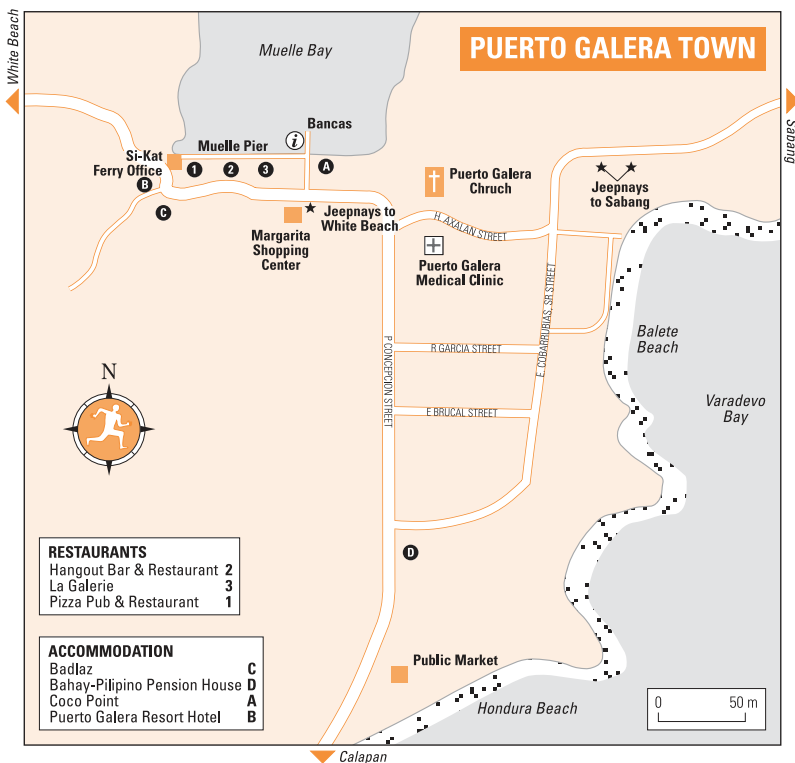 White Beach
Muelle Bay
PUERTO GALERA TOWN
Sabang
Bancas
i
Muelle Pier
Si-Kat
Ferry Office
1
2
3
A
B
C
Puerto Galera
Chruch
Jeepnays
to Sabang
Jeepnays to
White Beach
Margarita
Shopping
Center
H. AXALAN STREET
Puerto Galera
Medical Clinic
E. COBARRUBIAS, SR STREET
P CONCEPCION STREET
R GARCIA STREET
E BRUCAL STREET
Balete
Beach
Varadevo
Bay
N
D
RESTAURANTS
Hangout Bar & Restaurant 2
La Galerie 3
Pizza Pub & Restaurant 1
ACCOMMODATION
Badlaz C
Bahay-Pilipino Pension House D
Coco Point A
Puerto Galera Resort Hotel B
Public Market
Hondura Beach
0 50 m
Calapan